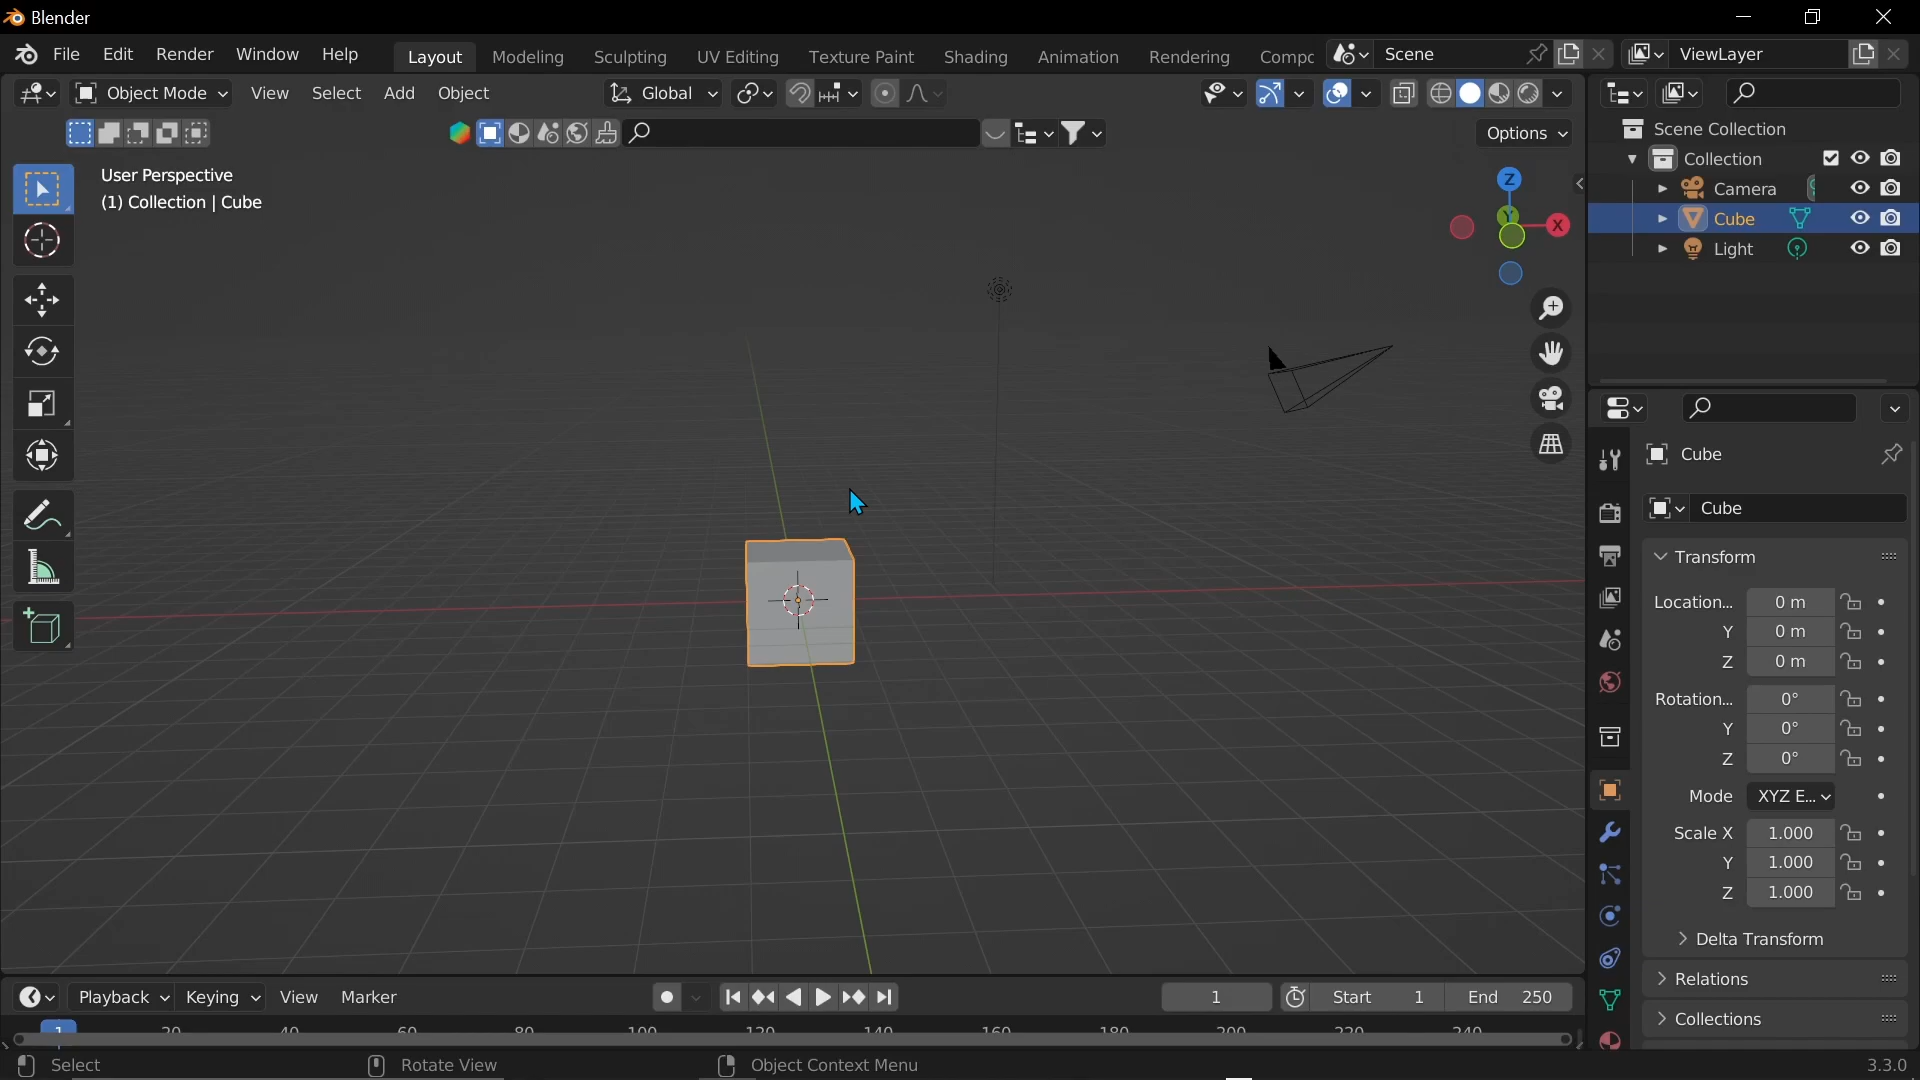 Blender
File Edit Render Window Help Layout Modeling Sculpting UV Editing Texture Paint Shading Animation Rendering Compc Scene ViewLayer
Object Mode View Select Add Object Global
Options
User Perspective
(1) Collection | Cube
Z
Y
X
Scene Collection
Collection
Camera
Cube
Light
Cube
Cube
Transform
Location... 0 m
Y 0 m
Z 0 m
Rotation... 0°
Y 0°
Z 0°
Mode XYZ E...
Scale X 1.000
Y 1.000
Z 1.000
Delta Transform
Relations
Collections
Playback Keying View Marker 1 Start 1 End 250
1 20 40 60 80 100 120 140 160 180 200 220 240
Select Rotate View Object Context Menu 3.3.0